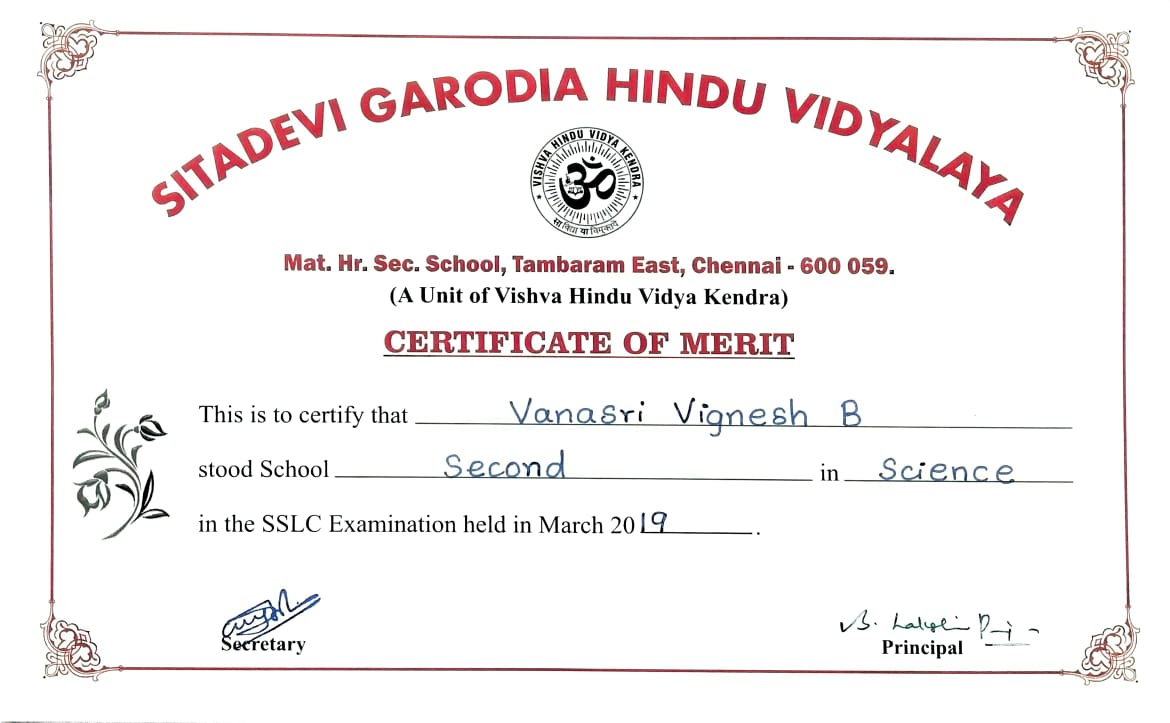 SITADEVI GARODIA HINDU VIDYALAYA
VISHVA HINDU VIDYA KENDRA
सा विद्या या विमुक्तये
Mat. Hr. Sec. School, Tambaram East, Chennai - 600 059.
(A Unit of Vishva Hindu Vidya Kendra)
CERTIFICATE OF MERIT
This is to certify that Vanasri Vignesh B
stood School Second in Science
in the SSLC Examination held in March 2019.
Secretary
Principal